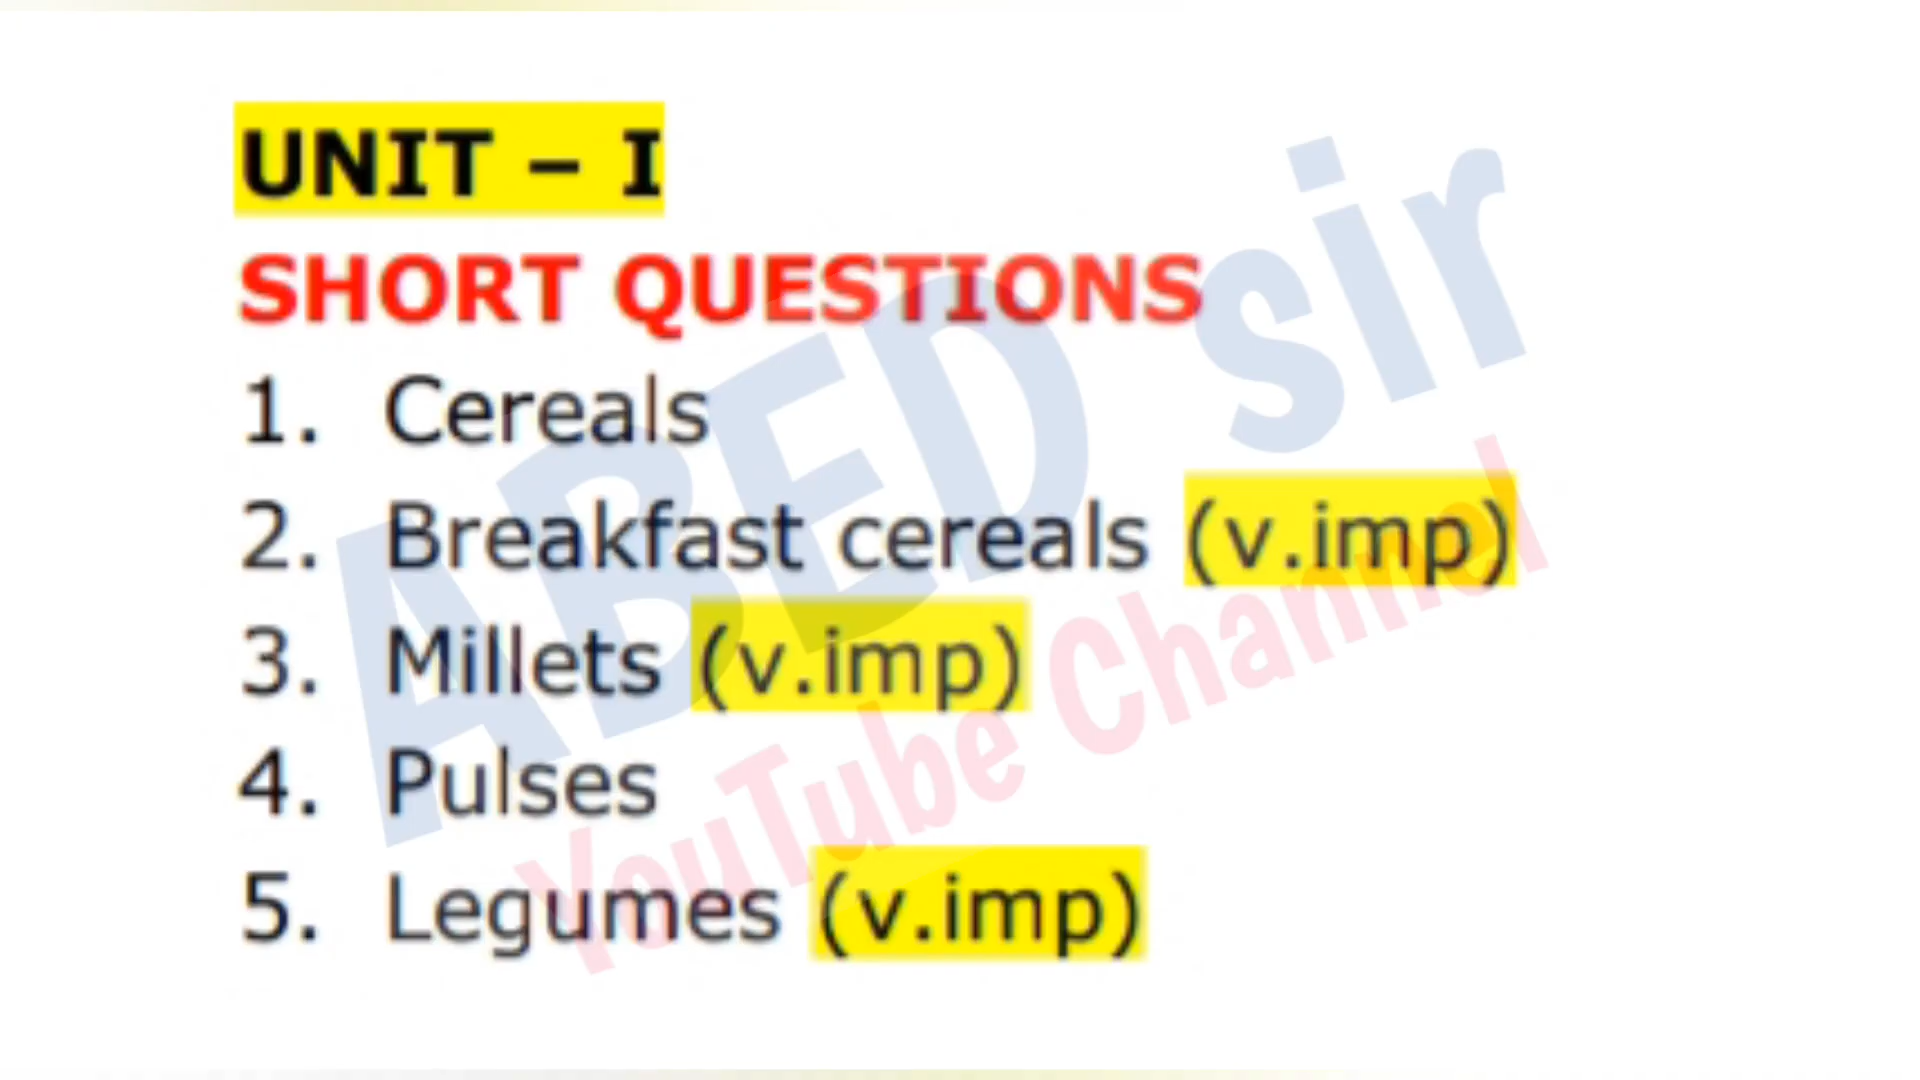 UNIT – I
SHORT QUESTIONS
1. Cereals
2. Breakfast cereals (v.imp)
3. Millets (v.imp)
4. Pulses
5. Legumes (v.imp)
ABED sir
YouTube Channel